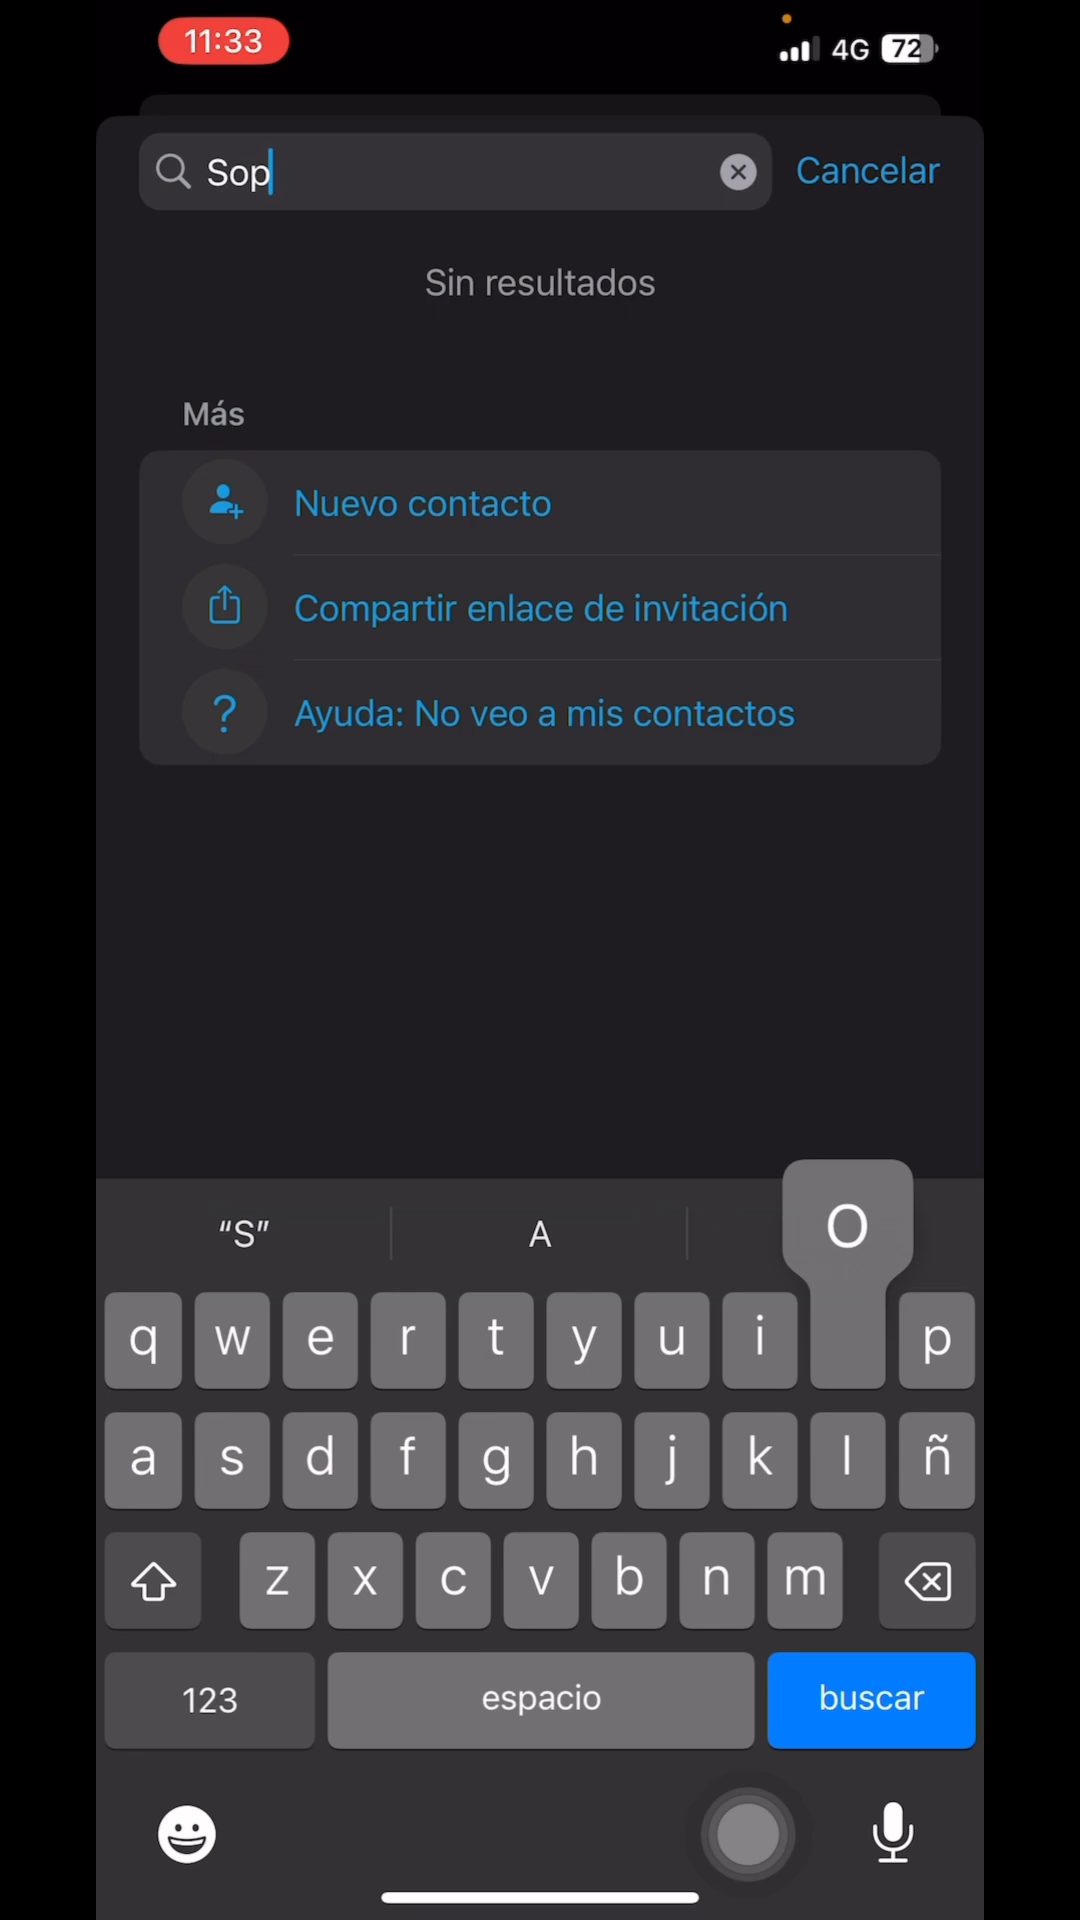 11:33
4G 72
Sop
Cancelar
Sin resultados
Más
Nuevo contacto
Compartir enlace de invitación
? Ayuda: No veo a mis contactos
“S” A O
q w e r t y u i p
a s d f g h j k l ñ
z x c v b n m
123 espacio buscar